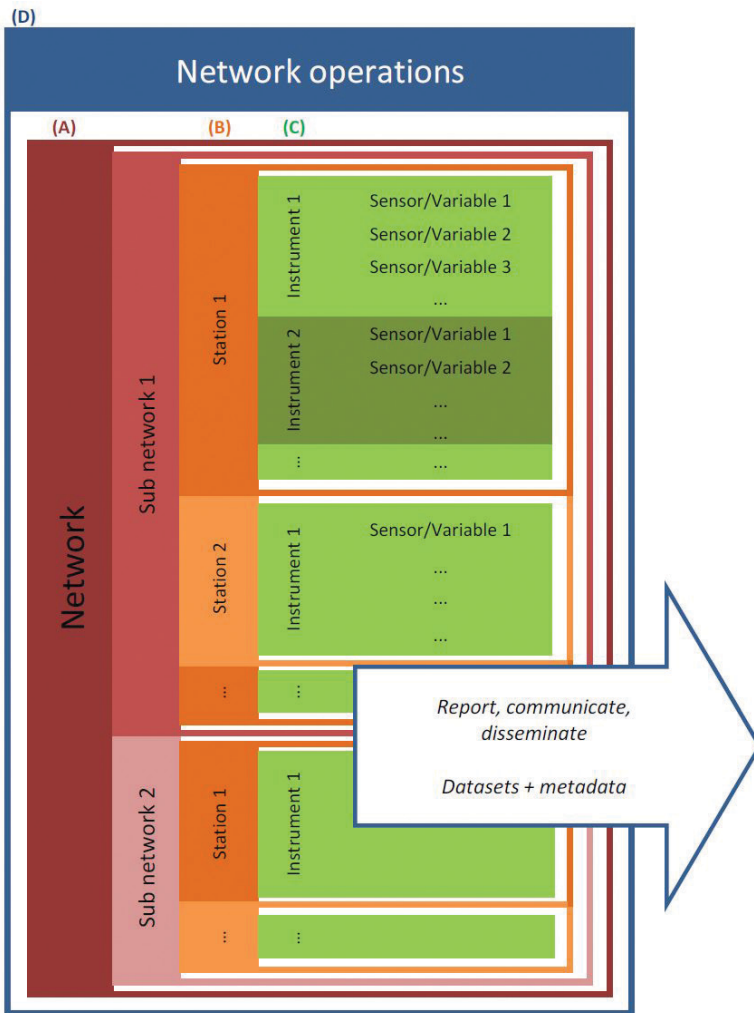 (D)
Network operations
(A)
(B)
(C)
Network
Sub network 1
Station 1
Instrument 1
Sensor/Variable 1
Sensor/Variable 2
Sensor/Variable 3
...
Instrument 2
Sensor/Variable 1
Sensor/Variable 2
...
...
...
...
Station 2
Instrument 1
Sensor/Variable 1
...
...
...
...
...
Report, communicate,
disseminate
Datasets + metadada
Sub network 2
Station 1
Instrument 1
...
...